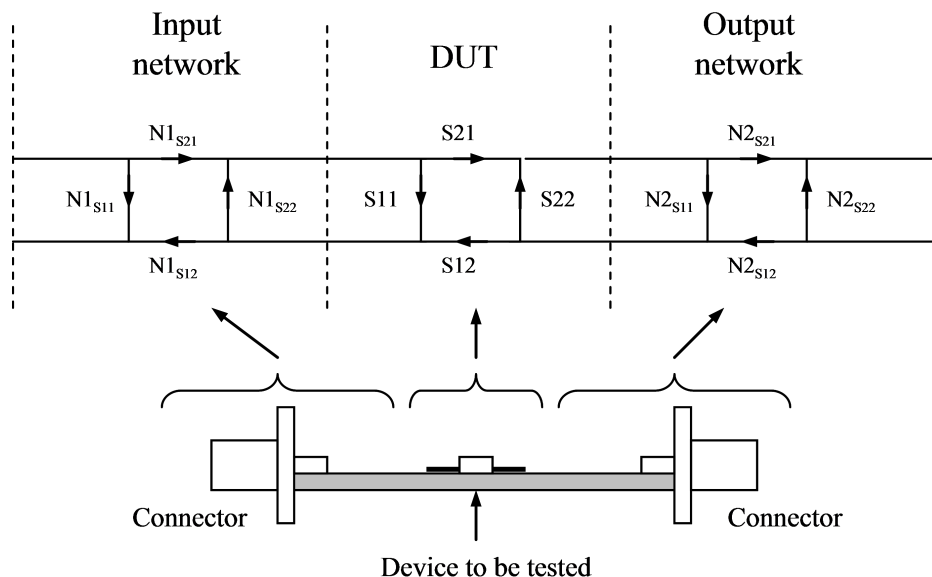 Input
network
DUT
Output
network
N1S21
S21
N2S21
N1S11
N1S22
S11
S22
N2S11
N2S22
N1S12
S12
N2S12
Connector
Connector
Device to be tested